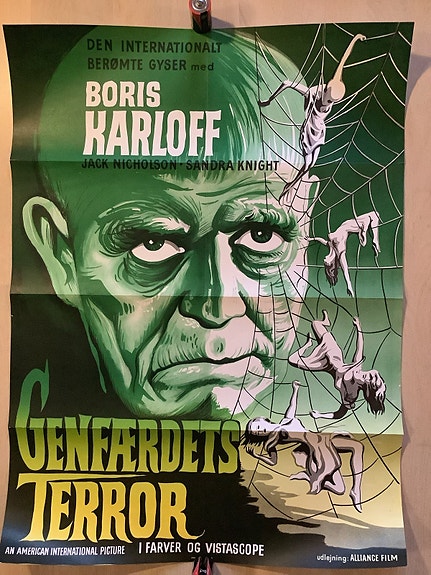 DEN INTERNATIONALT
BERØMTE GYSER med
BORIS
KARLOFF
JACK NICHOLSON · SANDRA KNIGHT
GENFÆRDETS
TERROR
AN AMERICAN INTERNATIONAL PICTURE I FARVER OG VISTASCOPE
udlejning: ALLIANCE FILM